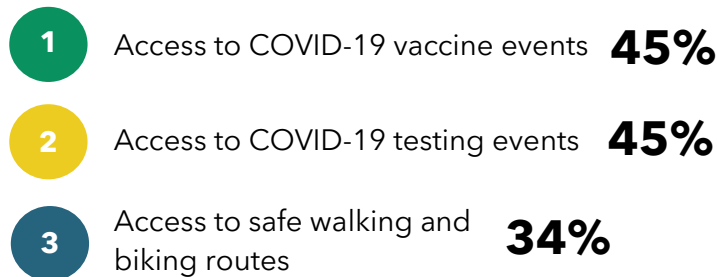 1 Access to COVID-19 vaccine events 45%
2 Access to COVID-19 testing events 45%
3 Access to safe walking and
biking routes 34%